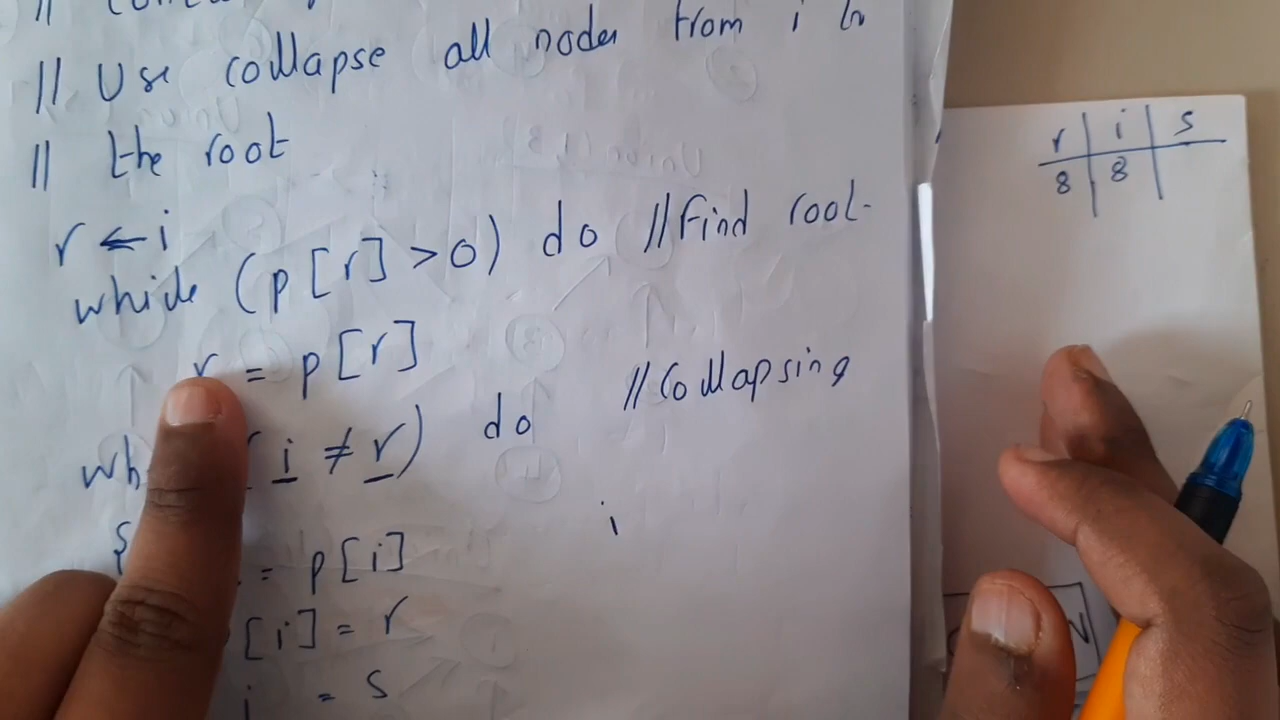 //
// Use collapse all nodes from i to
// the root
r ← i
while (p[r] > 0) do // Find root.
r = p[r]
(i ≠ r) do // Collapsing
{
= p[i]
i
[i] = r
i = s
r | i | s
8 | 8 |
N